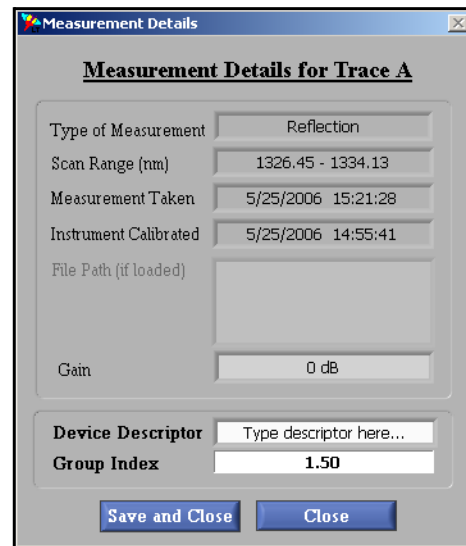 Measurement Details
Measurement Details for Trace A
Type of Measurement Reflection
Scan Range (nm) 1326.45 - 1334.13
Measurement Taken 5/25/2006 15:21:28
Instrument Calibrated 5/25/2006 14:55:41
File Path (if loaded)
Gain 0 dB
Device Descriptor Type descriptor here...
Group Index 1.50
Save and Close Close